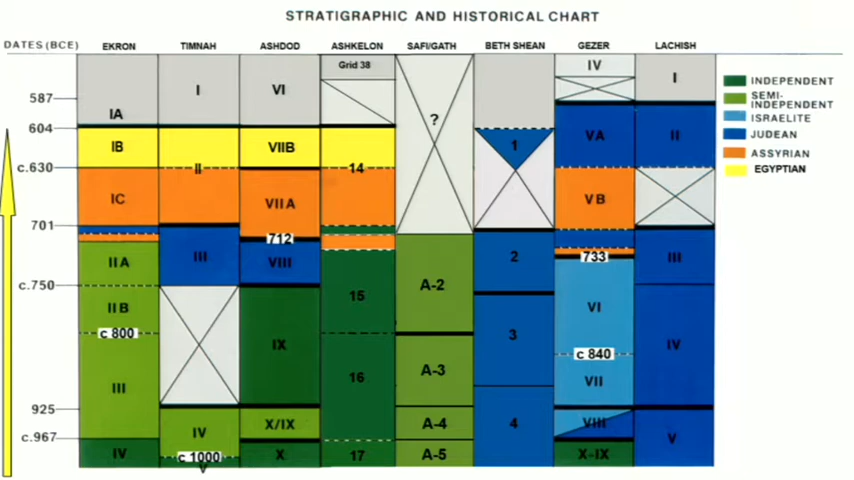 STRATIGRAPHIC AND HISTORICAL CHART
DATES (BCE) EKRON TIMNAH ASHDOD ASHKELON SAFI/GATH BETH SHEAN GEZER LACHISH
Grid 38 IV
I VI I
587
IA
604
? VA II
IB VIIB 1
c.630 II 14
IC VII A VB
701
712
733
II A III VIII 2 III
c.750 A-2
15
II B VI
c 800
IX 3 IV
c 840
16 A-3
III VII
925
IV X/IX A-4 4 VIII
c.967 V
IV c 1000 X 17 A-5 X-IX
V
INDEPENDENT
SEMI-
INDEPENDENT
ISRAELITE
JUDEAN
ASSYRIAN
EGYPTIAN